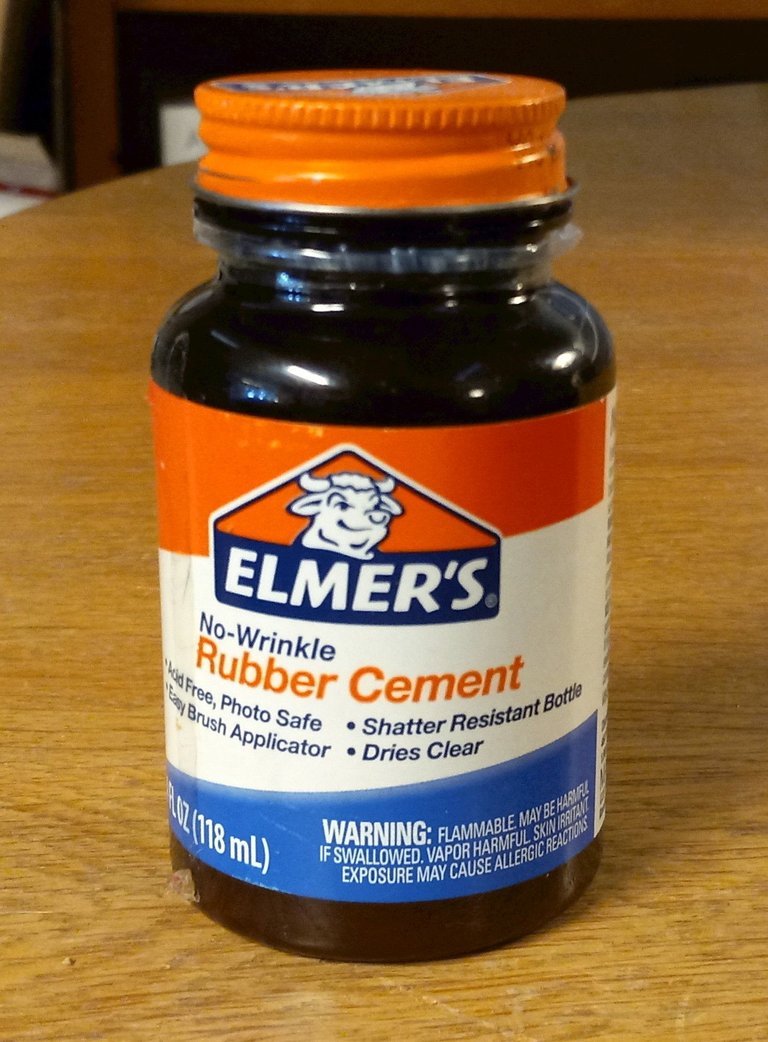 ELMER'S
No-Wrinkle
Rubber Cement
• Acid Free, Photo Safe
• Easy Brush Applicator
• Shatter Resistant Bottle
• Dries Clear
FL OZ (118 mL)
WARNING: FLAMMABLE. MAY BE HARMFUL
IF SWALLOWED. VAPOR HARMFUL. SKIN IRRITANT.
EXPOSURE MAY CAUSE ALLERGIC REACTIONS